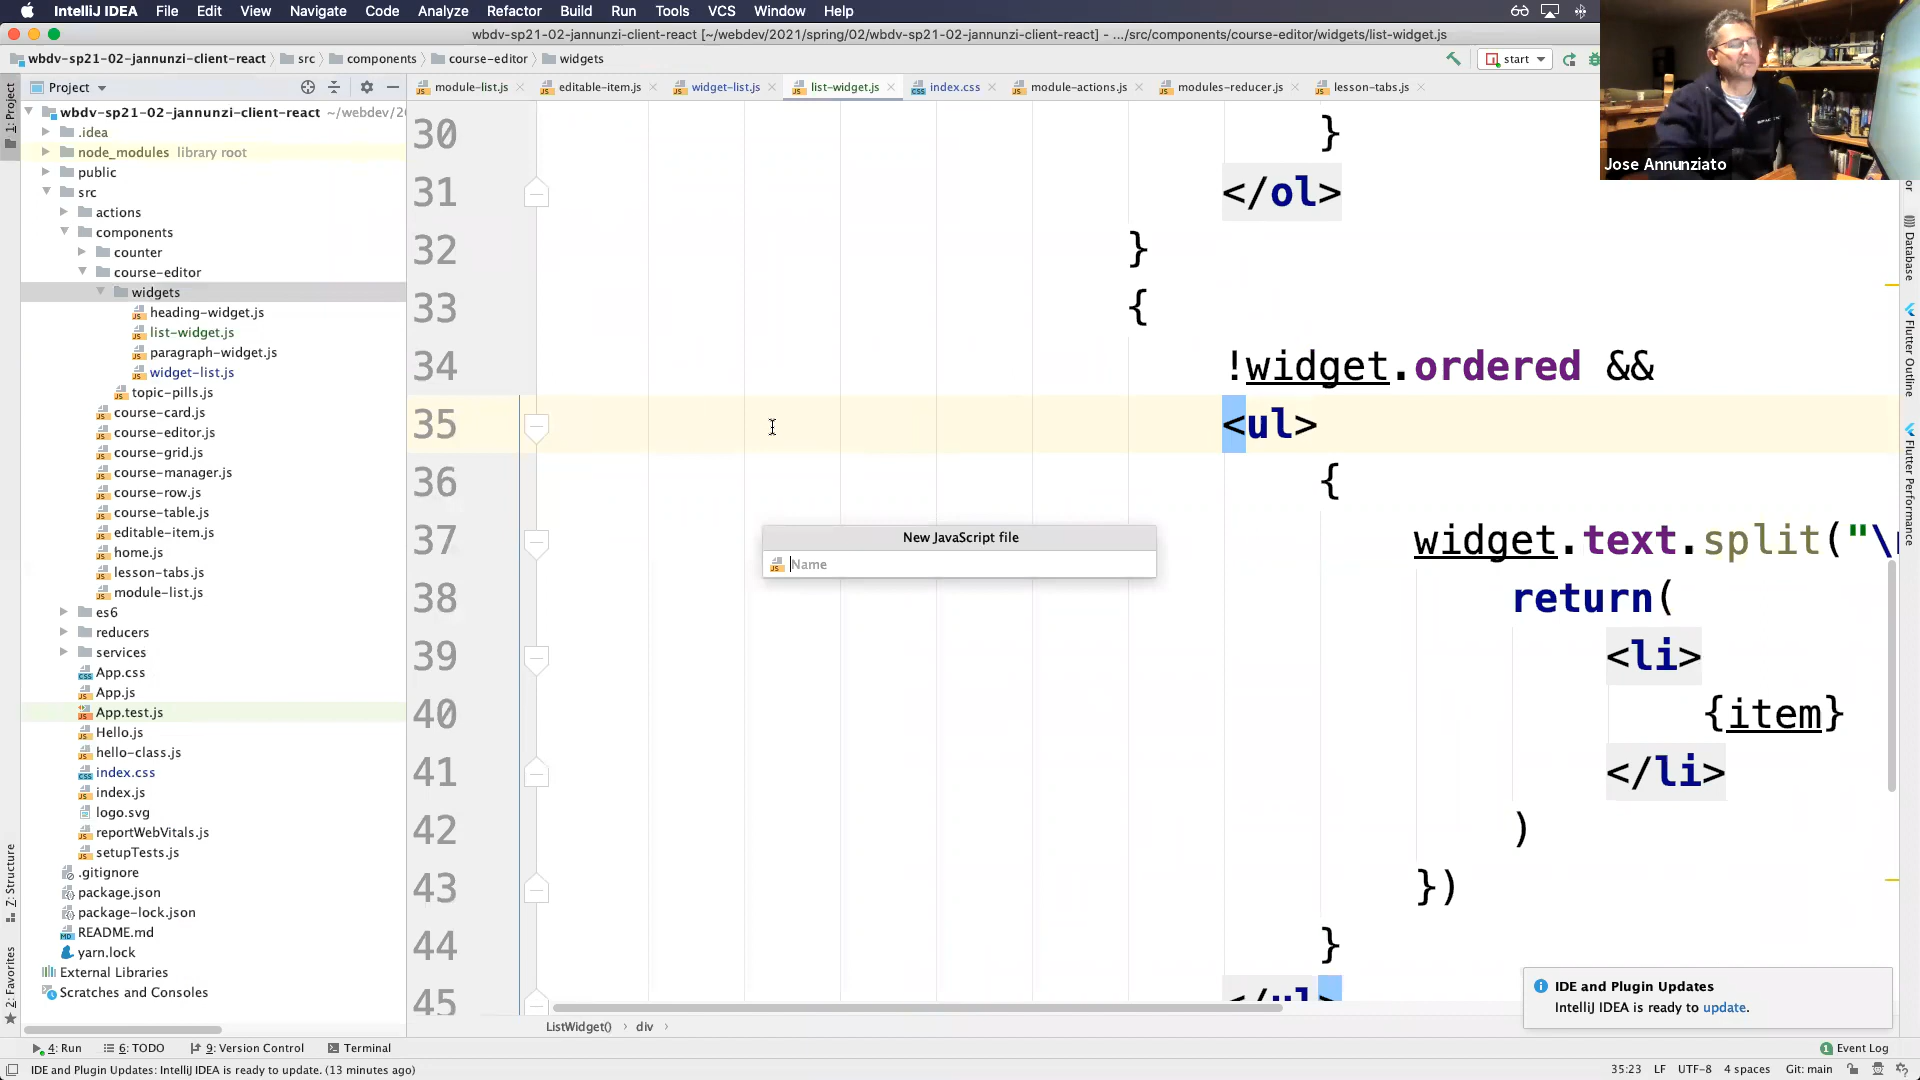 IntelliJ IDEA File Edit View Navigate Code Analyze Refactor Build Run Tools VCS Window Help
wbdv-sp21-02-jannunzi-client-react [~/webdev/2021/spring/02/wbdv-sp21-02-jannunzi-client-react] - .../src/components/course-editor/widgets/list-widget.js
wbdv-sp21-02-jannunzi-client-react src components course-editor widgets start
Project module-list.js editable-item.js widget-list.js list-widget.js index.css module-actions.js modules-reducer.js lesson-tabs.js
Jose Annunziato
1: Project
Z: Structure
2: Favorites
Database
Flutter Outline
Flutter Performance
wbdv-sp21-02-jannunzi-client-react ~/webdev/20
.idea
node_modules library root
public
src
actions
components
counter
course-editor
widgets
heading-widget.js
list-widget.js
paragraph-widget.js
widget-list.js
topic-pills.js
course-card.js
course-editor.js
course-grid.js
course-manager.js
course-row.js
course-table.js
editable-item.js
home.js
lesson-tabs.js
module-list.js
es6
reducers
services
App.css
App.js
App.test.js
Hello.js
hello-class.js
index.css
index.js
logo.svg
reportWebVitals.js
setupTests.js
.gitignore
package.json
package-lock.json
README.md
yarn.lock
External Libraries
Scratches and Consoles
30 }
31 </ol>
32 }
33 {
34 !widget.ordered &&
35 <ul>
36 {
37 widget.text.split("\
38 return(
39 <li>
40 {item}
41 </li>
42 )
43 })
44 }
45 </ul>
New JavaScript file
Name
IDE and Plugin Updates
IntelliJ IDEA is ready to update.
ListWidget() div
4: Run 6: TODO 9: Version Control Terminal 1 Event Log
IDE and Plugin Updates: IntelliJ IDEA is ready to update. (13 minutes ago) 35:23 LF UTF-8 4 spaces Git: main